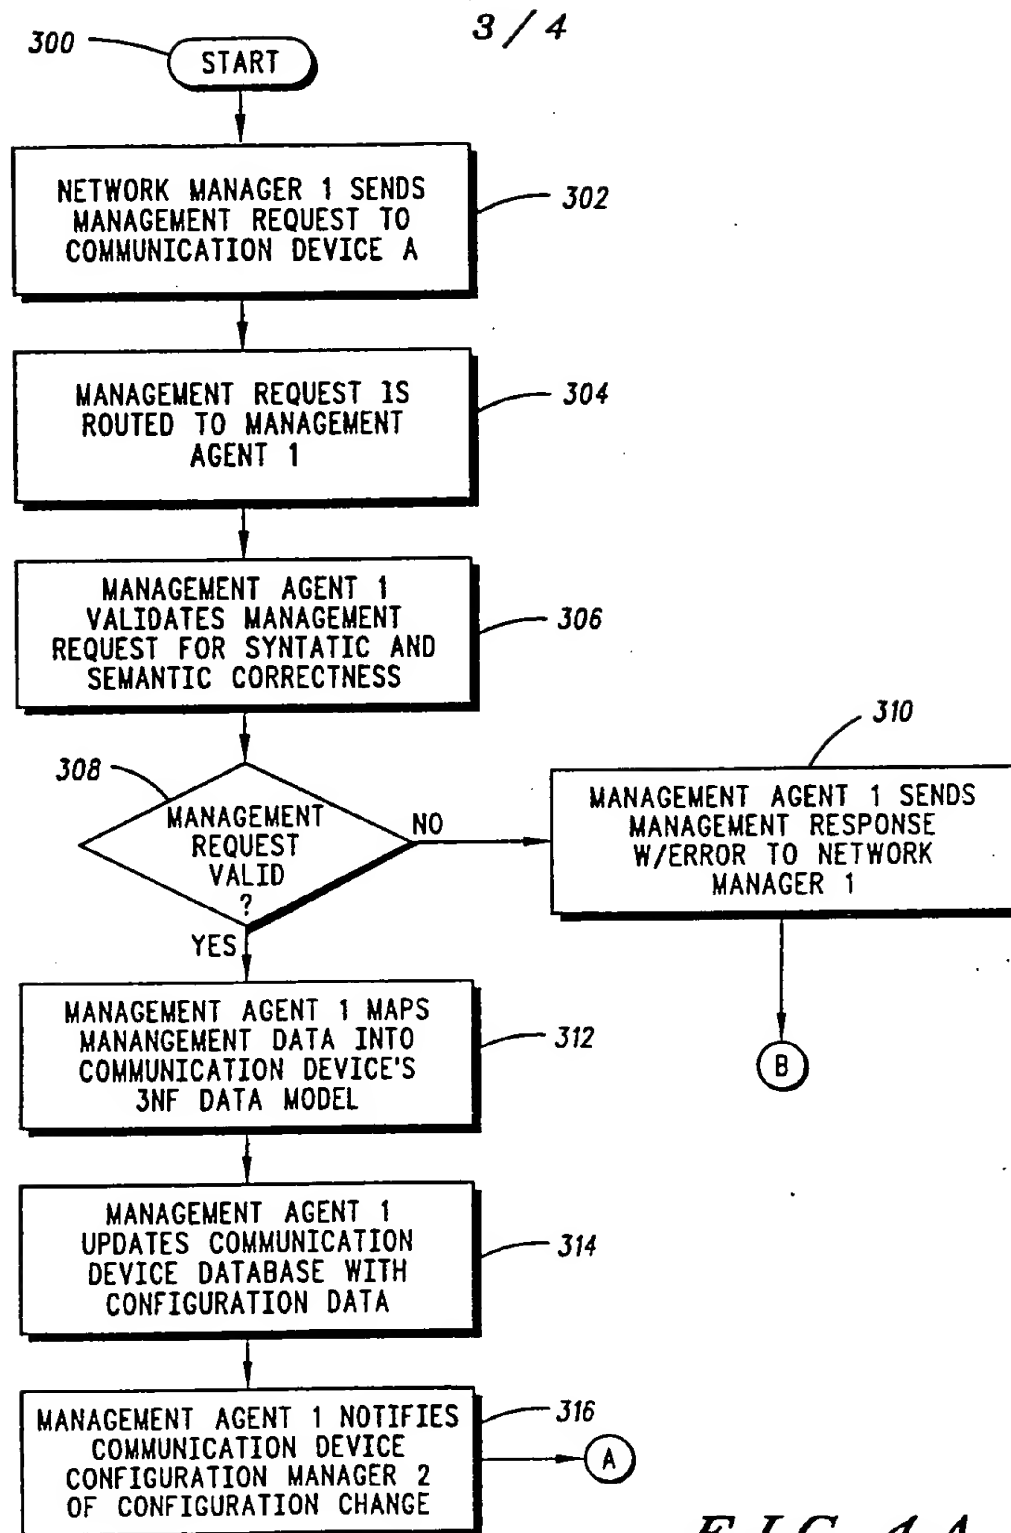 3/4
300
START
NETWORK MANAGER 1 SENDS
MANAGEMENT REQUEST TO
COMMUNICATION DEVICE A
302
MANAGEMENT REQUEST IS
ROUTED TO MANAGEMENT
AGENT 1
304
MANAGEMENT AGENT 1
VALIDATES MANAGEMENT
REQUEST FOR SYNTATIC AND
SEMANTIC CORRECTNESS
306
308
MANAGEMENT
REQUEST
VALID
?
NO
YES
310
MANAGEMENT AGENT 1 SENDS
MANAGEMENT RESPONSE
W/ERROR TO NETWORK
MANAGER 1
B
MANAGEMENT AGENT 1 MAPS
MANANGEMENT DATA INTO
COMMUNICATION DEVICE'S
3NF DATA MODEL
312
MANAGEMENT AGENT 1
UPDATES COMMUNICATION
DEVICE DATABASE WITH
CONFIGURATION DATA
314
MANAGEMENT AGENT 1 NOTIFIES
COMMUNICATION DEVICE
CONFIGURATION MANAGER 2
OF CONFIGURATION CHANGE
316
A
FIG. 4A